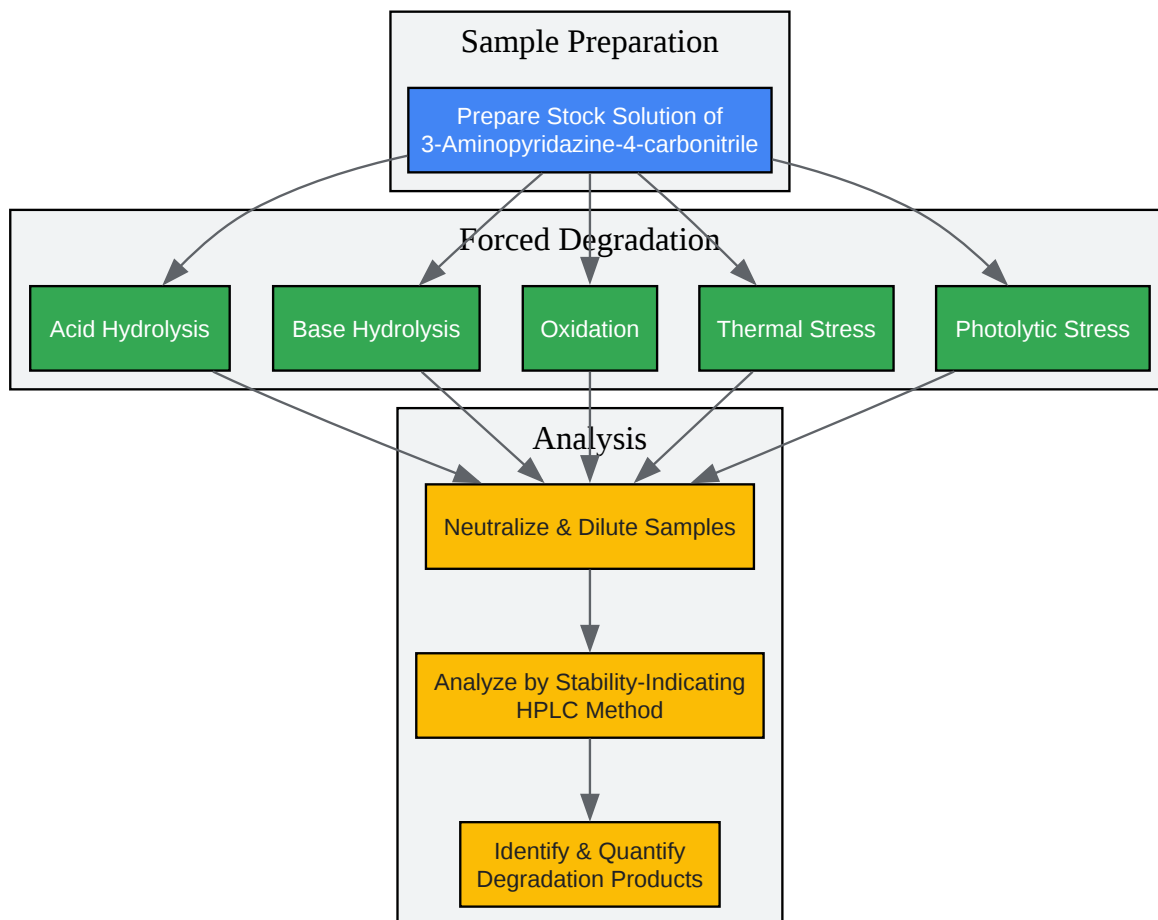 Sample Preparation
Prepare Stock Solution of
3-Aminopyridazine-4-carbonitrile
Forced Degradation
Acid Hydrolysis
Base Hydrolysis
Oxidation
Thermal Stress
Photolytic Stress
Analysis
Neutralize & Dilute Samples
Analyze by Stability-Indicating
HPLC Method
Identify & Quantify
Degradation Products